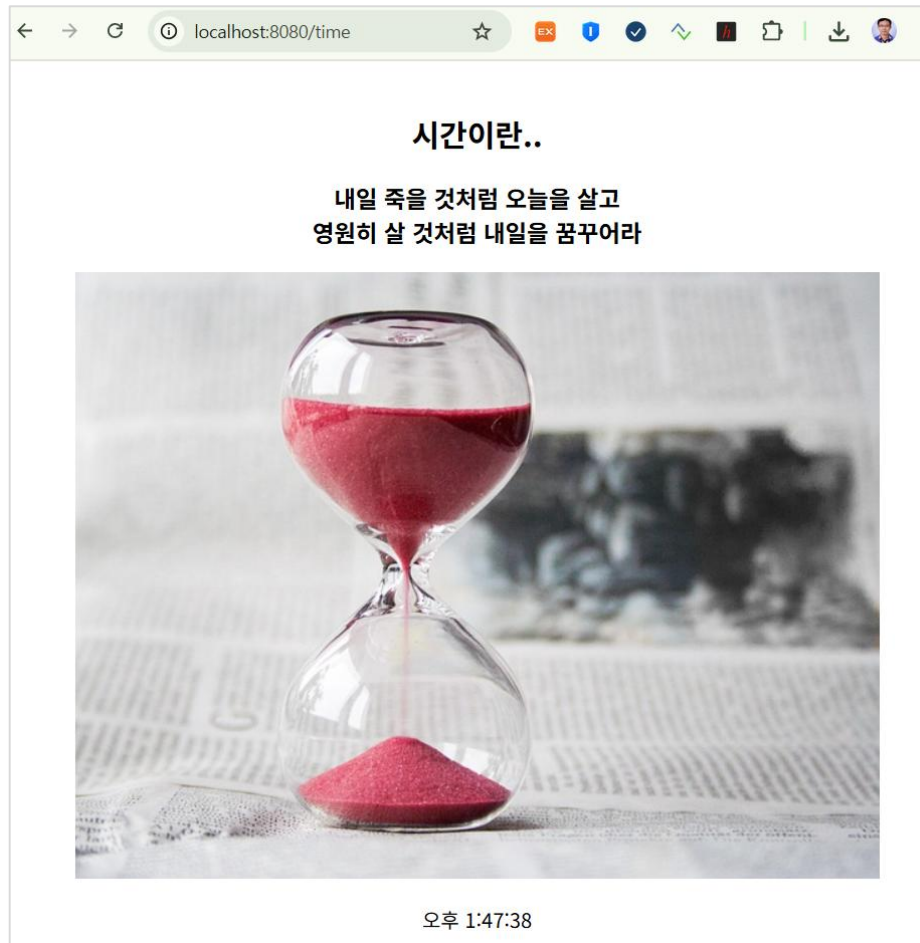 localhost:8080/time
EX
시간이란..
내일 죽을 것처럼 오늘을 살고
영원히 살 것처럼 내일을 꿈꾸어라
오후 1:47:38